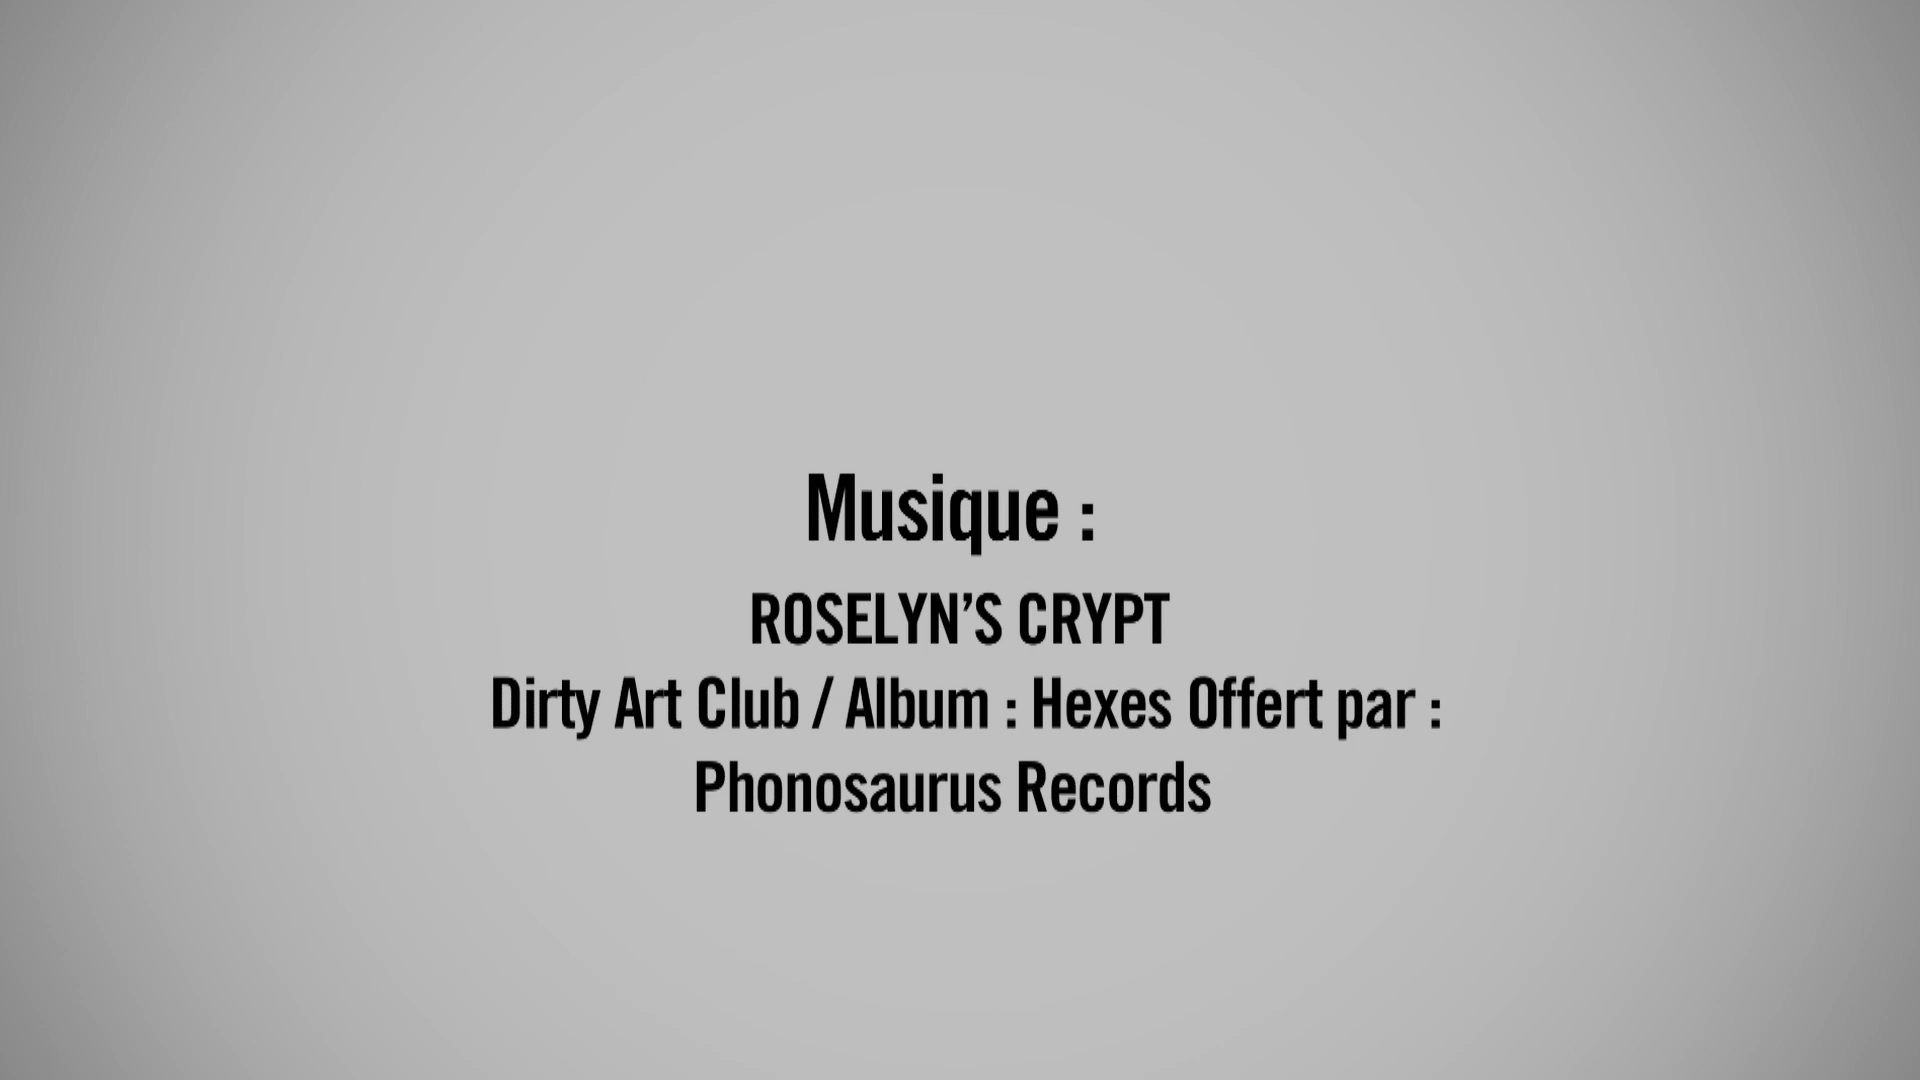 Musique :
ROSELYN’S CRYPT
Dirty Art Club / Album : Hexes Offert par :
Phonosaurus Records